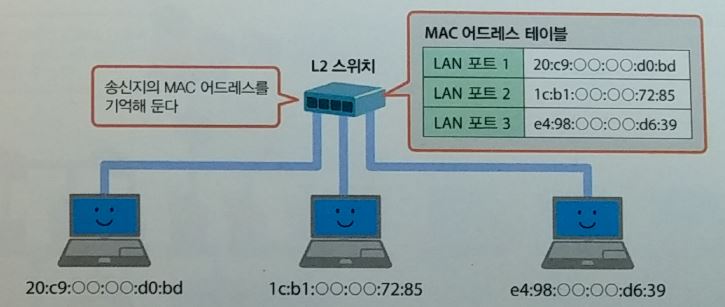 MAC 어드레스 테이블
L2 스위치
LAN 포트 1 20:c9:○○:○○:d0:bd
송신지의 MAC 어드레스를
기억해 둔다
LAN 포트 2 1c:b1:○○:○○:72:85
LAN 포트 3 e4:98:○○:○○:d6:39
20:c9:○○:○○:d0:bd
1c:b1:○○:○○:72:85
e4:98:○○:○○:d6:39